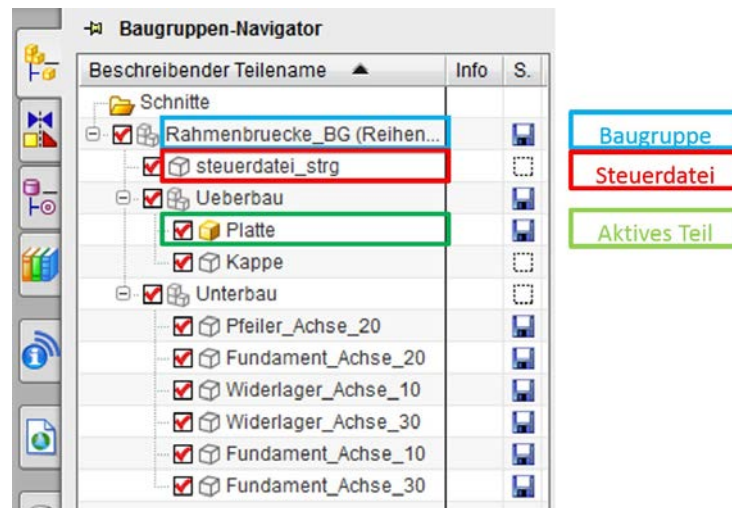 Baugruppen-Navigator
Beschreibender Teilename Info S.
Schnitte
Rahmenbruecke_BG (Reihen...
Baugruppe
steuerdatei_strg
Steuerdatei
Ueberbau
Platte
Aktives Teil
Kappe
Unterbau
Pfeiler_Achse_20
Fundament_Achse_20
Widerlager_Achse_10
Widerlager_Achse_30
Fundament_Achse_10
Fundament_Achse_30